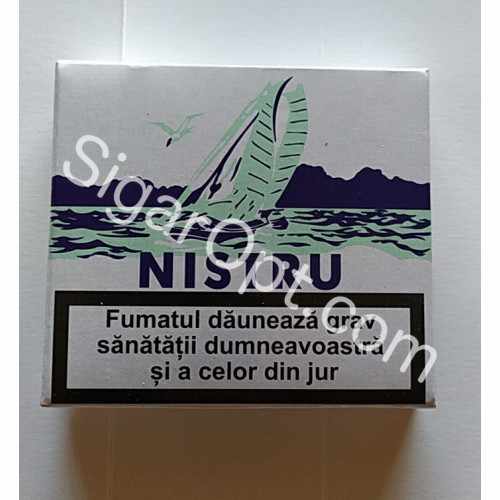 SigarOpt.com
NISTRU
Fumatul dăunează grav
sănătății dumneavoastră
și a celor din jur